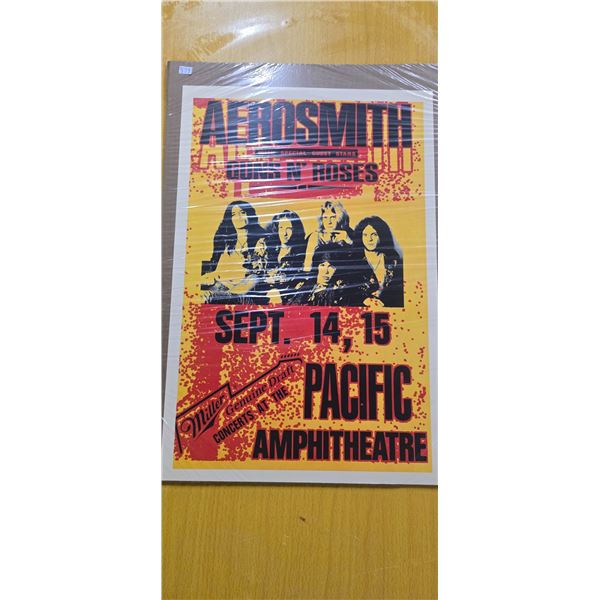 AEROSMITH
SPECIAL GUEST STARS
GUNS N' ROSES
SEPT. 14, 15
Miller
Genuine Draft
CONCERTS AT THE
PACIFIC
AMPHITHEATRE